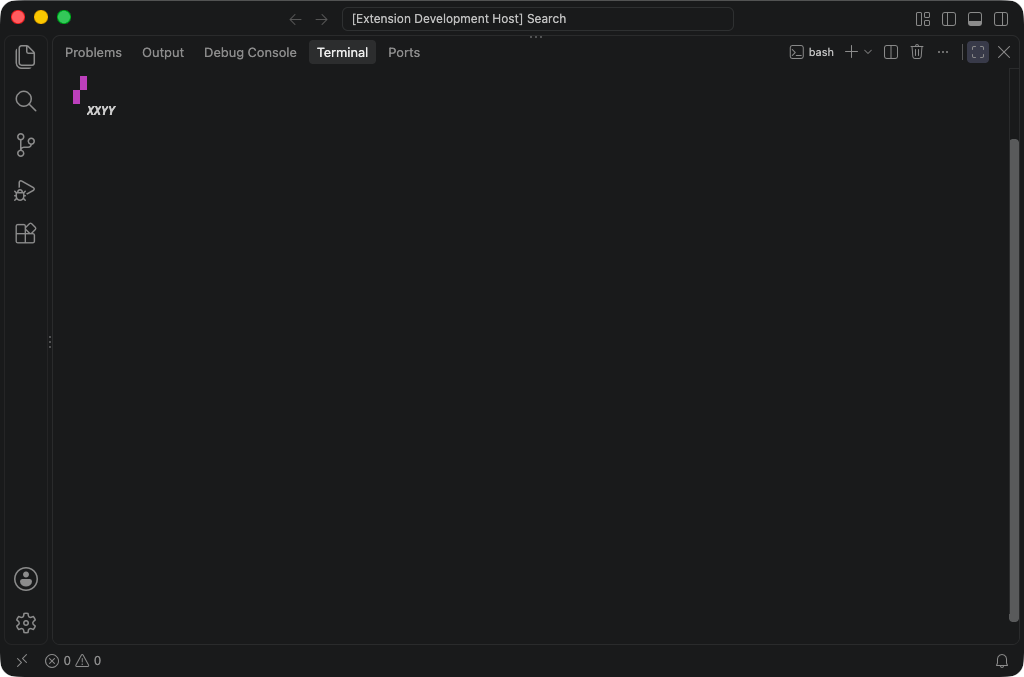 [Extension Development Host] Search
Problems Output Debug Console Terminal Ports bash
XXYY
0 0